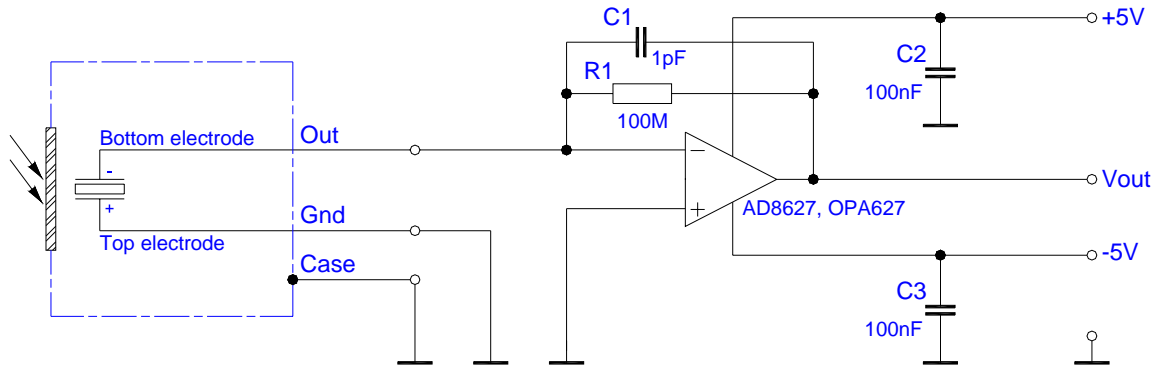 C1
+5V
1pF
C2
R1
100nF
100M
Bottom electrode
Out
-
−
Vout
+
+
AD8627, OPA627
Gnd
Top electrode
-5V
Case
C3
100nF